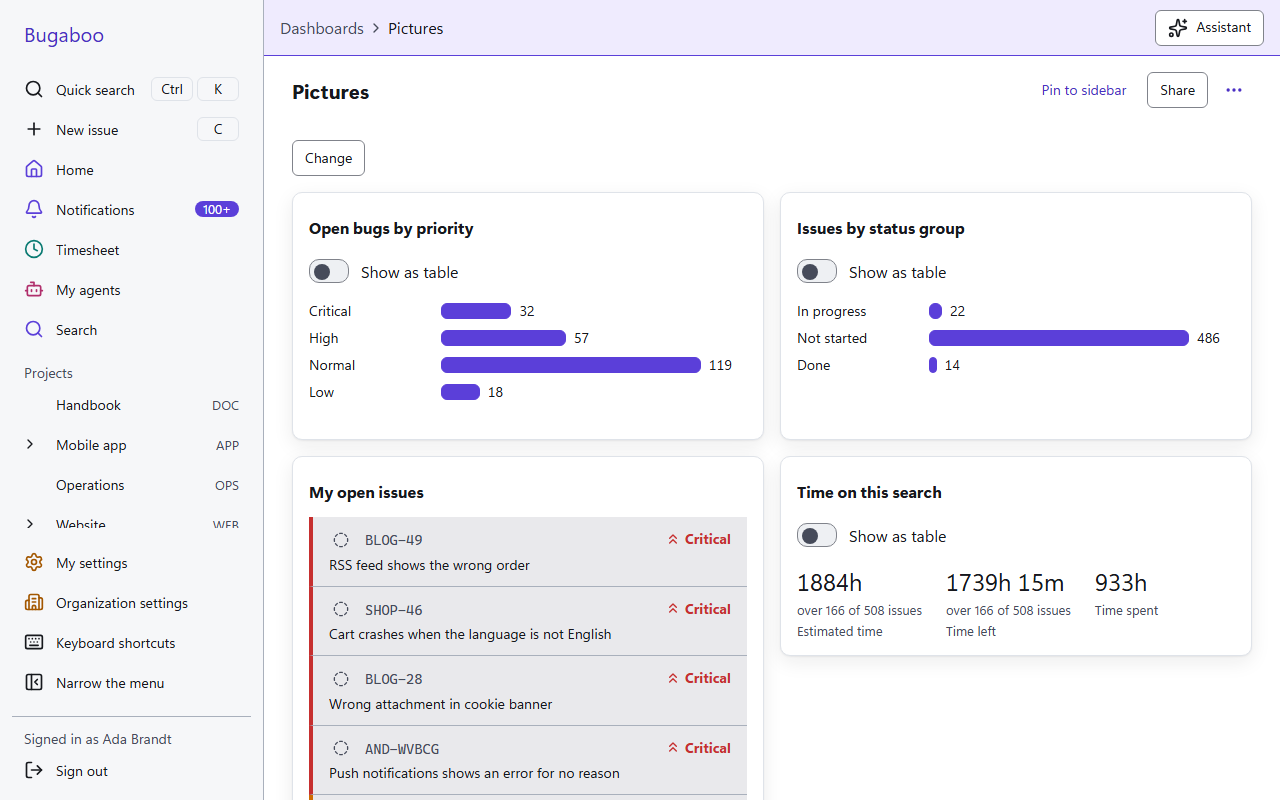 Bugaboo
Quick search Ctrl K
New issue C
Home
Notifications 100+
Timesheet
My agents
Search
Projects
Handbook DOC
Mobile app APP
Operations OPS
Website WEB
My settings
Organization settings
Keyboard shortcuts
Narrow the menu
Signed in as Ada Brandt
Sign out
Dashboards > Pictures
Assistant
Pictures
Pin to sidebar
Share
Change
Open bugs by priority
Show as table
Critical 32
High 57
Normal 119
Low 18
Issues by status group
Show as table
In progress 22
Not started 486
Done 14
My open issues
BLOG-49 Critical
RSS feed shows the wrong order
SHOP-46 Critical
Cart crashes when the language is not English
BLOG-28 Critical
Wrong attachment in cookie banner
AND-WVBCG Critical
Push notifications shows an error for no reason
Time on this search
Show as table
1884h 1739h 15m 933h
over 166 of 508 issues over 166 of 508 issues Time spent
Estimated time Time left